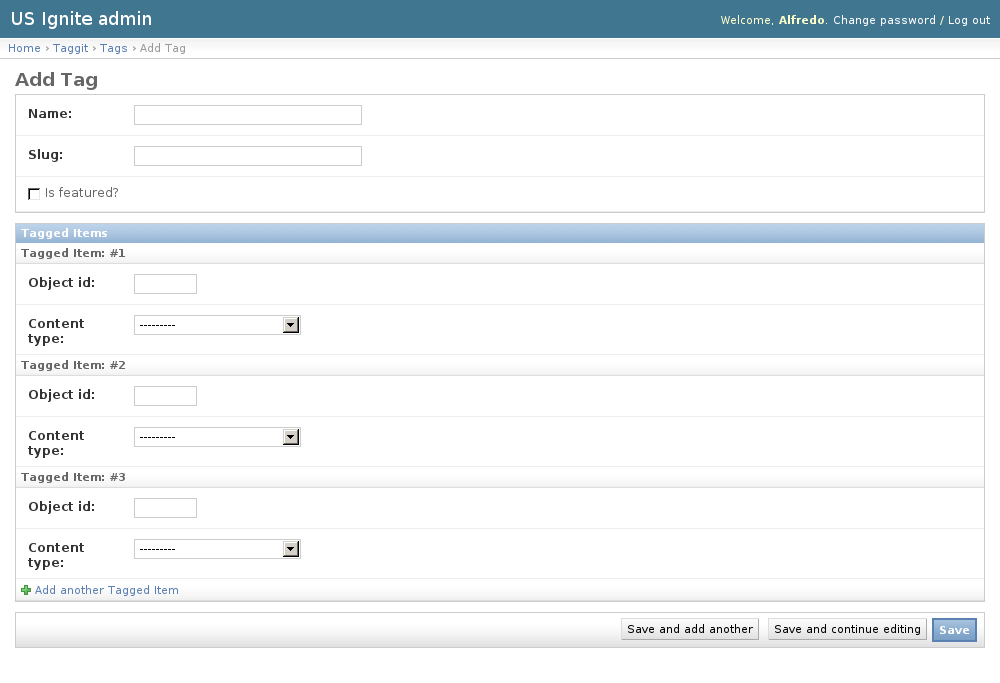 US Ignite admin
Welcome, Alfredo. Change password / Log out
Home › Taggit › Tags › Add Tag
Add Tag
Name:
Slug:
Is featured?
Tagged Items
Tagged Item: #1
Object id:
Content
type:
---------
Tagged Item: #2
Object id:
Content
type:
---------
Tagged Item: #3
Object id:
Content
type:
---------
Add another Tagged Item
Save and add another
Save and continue editing
Save